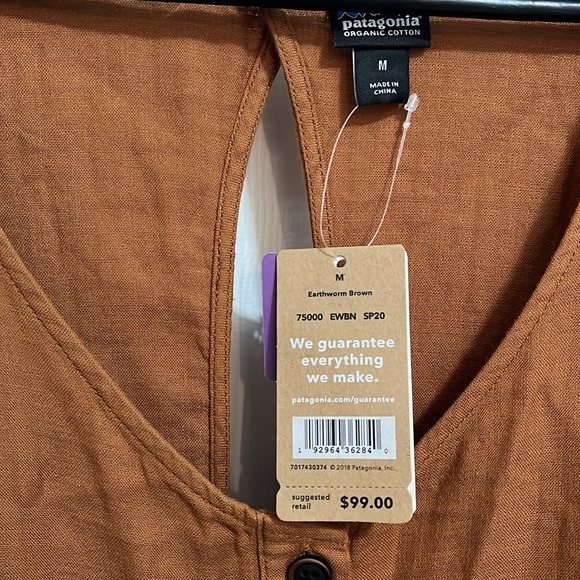 patagonia®
ORGANIC COTTON
M
MADE IN
CHINA
M
Earthworm Brown
75000 EWBN SP20
We guarantee
everything
we make.
patagonia.com/guarantee
1 92964 36284 0
7017430374 © 2018 Patagonia, Inc.
suggested
retail
$99.00